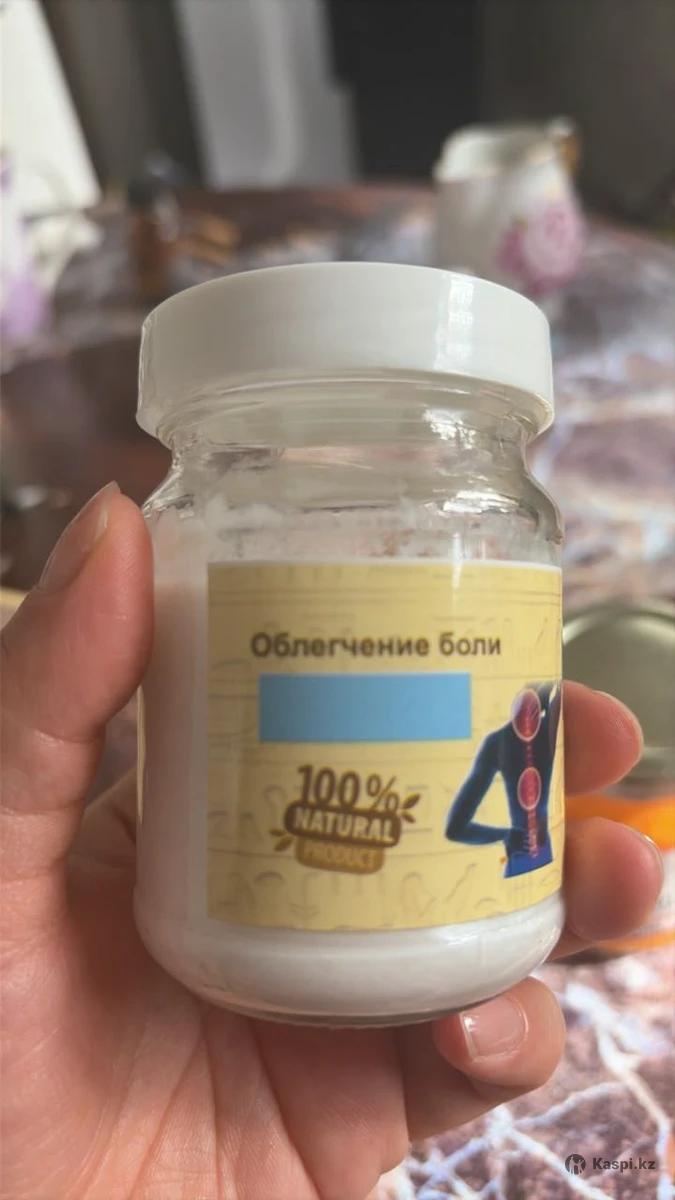 Облегчение боли
100%
NATURAL
PRODUCT
Kaspi.kz